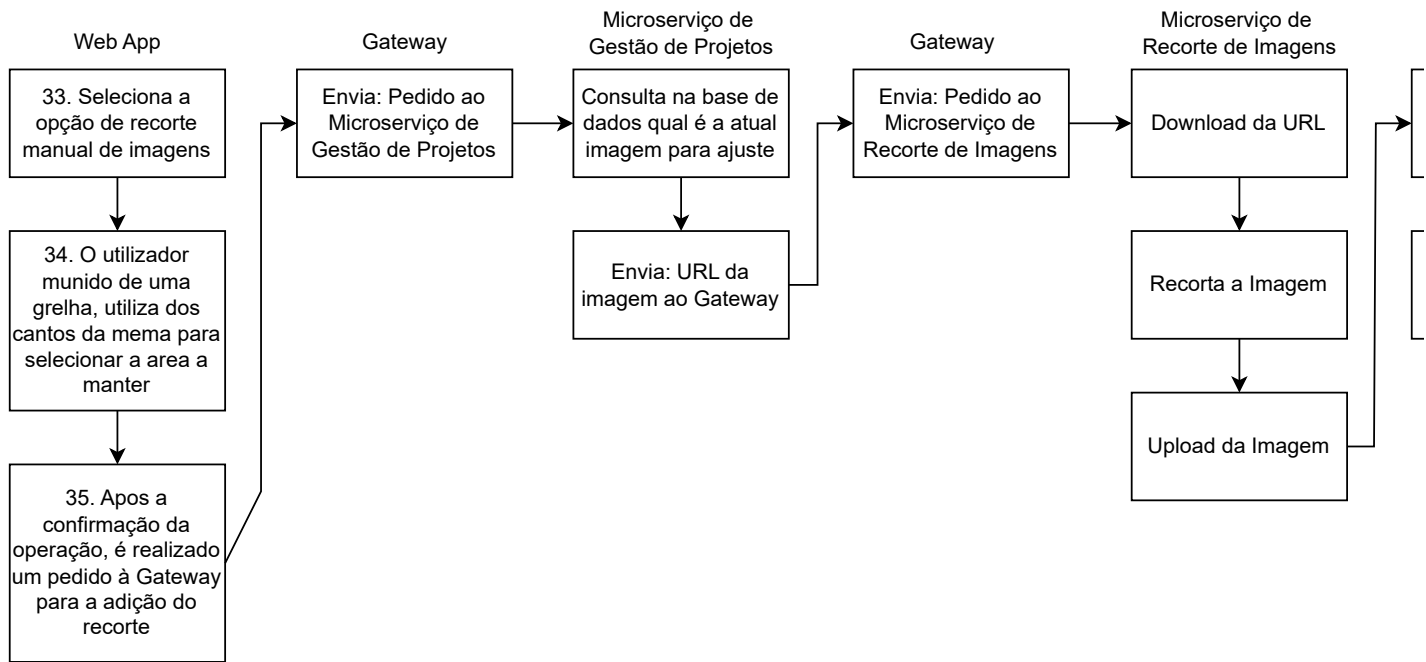 Web App
33. Seleciona a
opção de recorte
manual de imagens
34. O utilizador
munido de uma
grelha, utiliza dos
cantos da mema para
selecionar a area a
manter
35. Apos a
confirmação da
operação, é realizado
um pedido à Gateway
para a adição do
recorte
Gateway
Envia: Pedido ao
Microserviço de
Gestão de Projetos
Microserviço de
Gestão de Projetos
Consulta na base de
dados qual é a atual
imagem para ajuste
Envia: URL da
imagem ao Gateway
Gateway
Envia: Pedido ao
Microserviço de
Recorte de Imagens
Microserviço de
Recorte de Imagens
Download da URL
Recorta a Imagem
Upload da Imagem